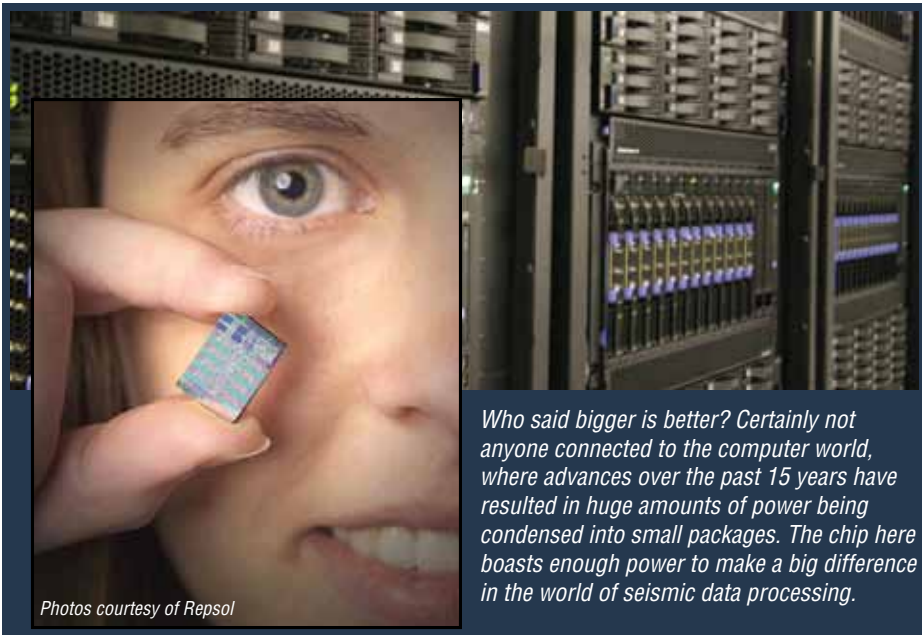 Who said bigger is better? Certainly not
anyone connected to the computer world,
where advances over the past 15 years have
resulted in huge amounts of power being
condensed into small packages. The chip here
boasts enough power to make a big difference
in the world of seismic data processing.
Photos courtesy of Repsol